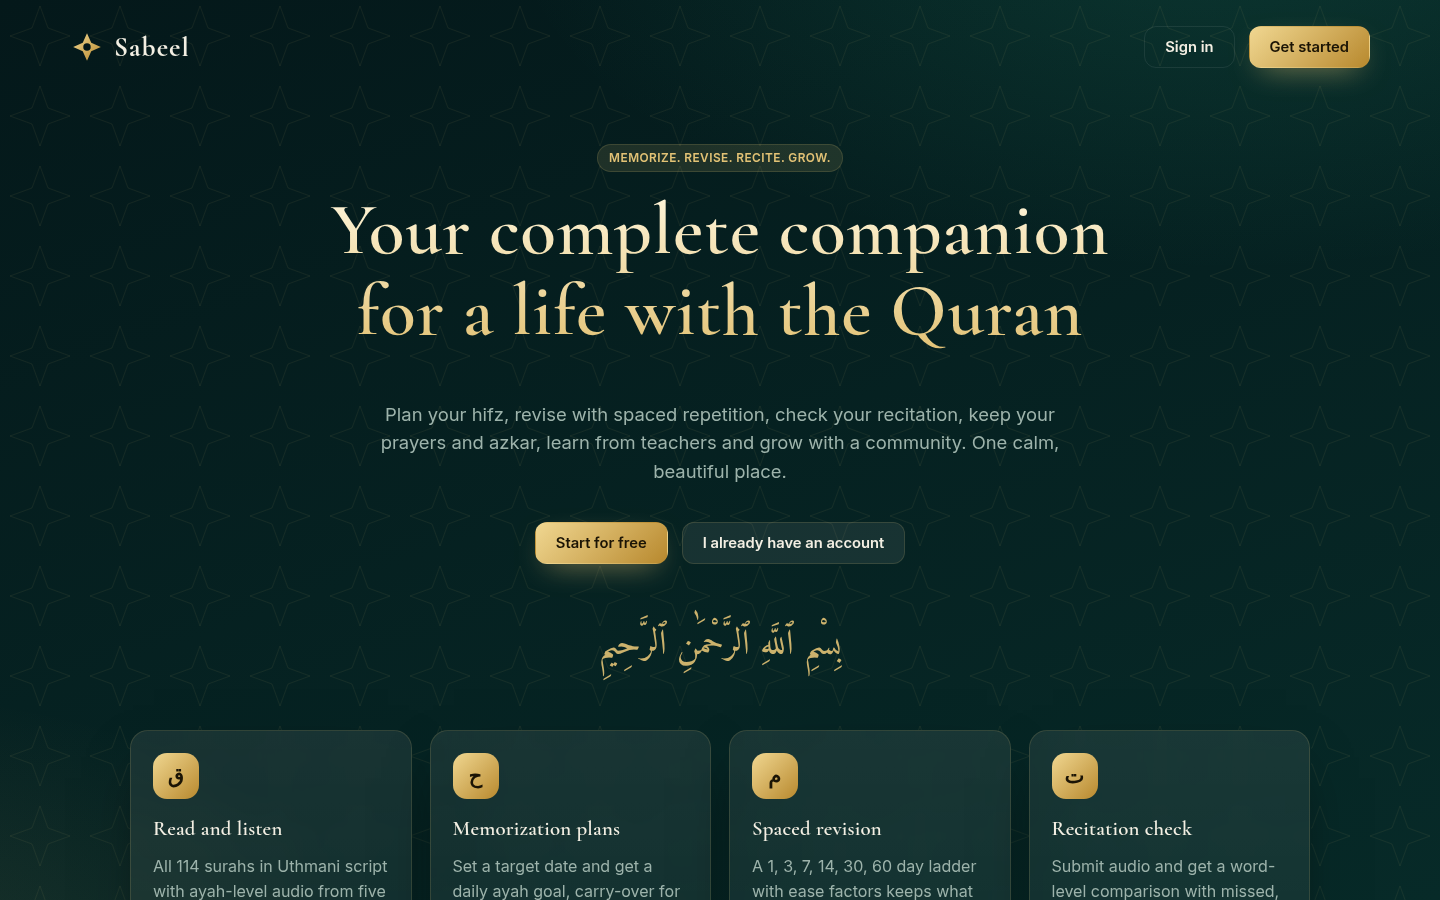 Sabeel
Sign in
Get started
MEMORIZE. REVISE. RECITE. GROW.
Your complete companion
for a life with the Quran
Plan your hifz, revise with spaced repetition, check your recitation, keep your
prayers and azkar, learn from teachers and grow with a community. One calm,
beautiful place.
Start for free
I already have an account
بِسْمِ ٱللَّهِ ٱلرَّحْمَٰنِ ٱلرَّحِيمِ
ق
Read and listen
All 114 surahs in Uthmani script
with ayah-level audio from five
ح
Memorization plans
Set a target date and get a
daily ayah goal, carry-over for
م
Spaced revision
A 1, 3, 7, 14, 30, 60 day ladder
with ease factors keeps what
ت
Recitation check
Submit audio and get a word-
level comparison with missed,